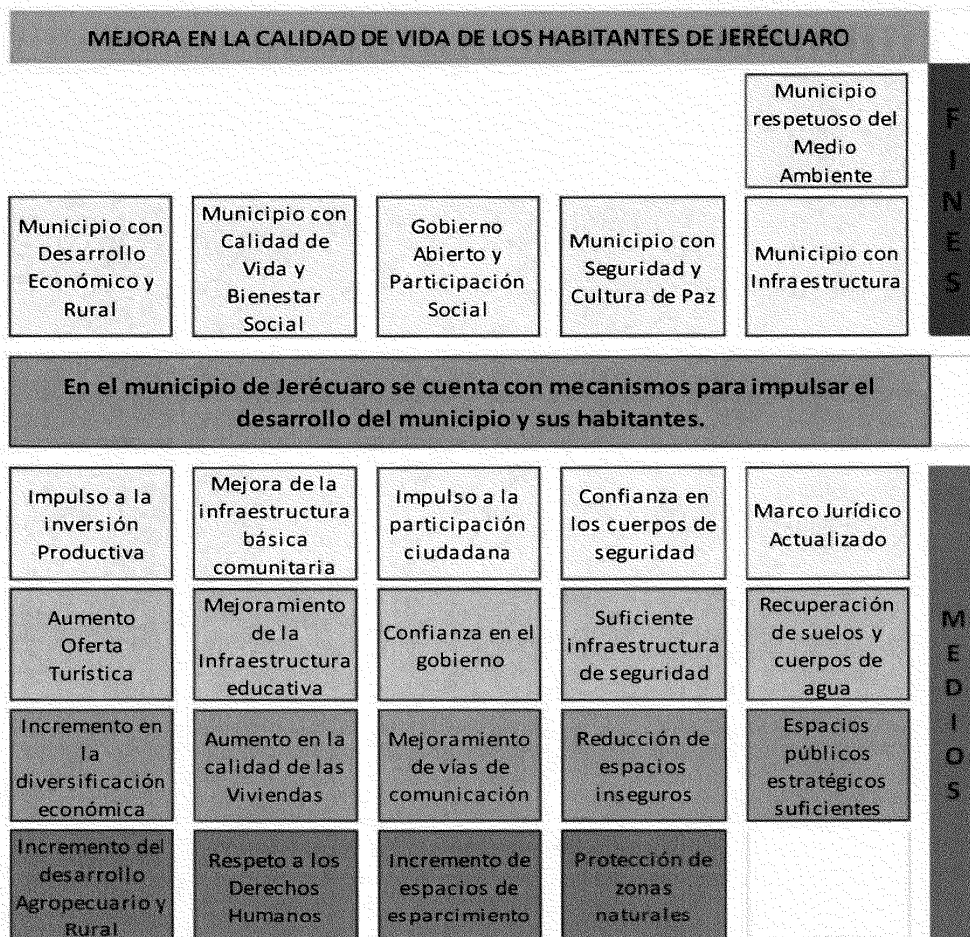 MEJORA EN LA CALIDAD DE VIDA DE LOS HABITANTES DE JERÉCUARO
Municipio
respetuoso del
Medio
Ambiente
Municipio con
Desarrollo
Económico y
Rural
Municipio con
Calidad de
Vida y
Bienestar
Social
Gobierno
Abierto y
Participación
Social
Municipio con
Seguridad y
Cultura de Paz
Municipio con
Infraestructura
F
I
N
E
S
En el municipio de Jerécuaro se cuenta con mecanismos para impulsar el
desarrollo del municipio y sus habitantes.
Impulso a la
inversión
Productiva
Mejora de la
infraestructura
básica
comunitaria
Impulso a la
participación
ciudadana
Confianza en
los cuerpos de
seguridad
Marco Jurídico
Actualizado
Aumento
Oferta
Turística
Mejoramiento
de la
Infraestructura
educativa
Confianza en el
gobierno
Suficiente
infraestructura
de seguridad
Recuperación
de suelos y
cuerpos de
agua
Incremento en
la
diversificación
económica
Aumento en la
calidad de las
Viviendas
Mejoramiento
de vías de
comunicación
Reducción de
espacios
inseguros
Espacios
públicos
estratégicos
suficientes
Incremento del
desarrollo
Agropecuario y
Rural
Respeto a los
Derechos
Humanos
Incremento de
espacios de
esparcimiento
Protección de
zonas
naturales
M
E
D
I
O
S